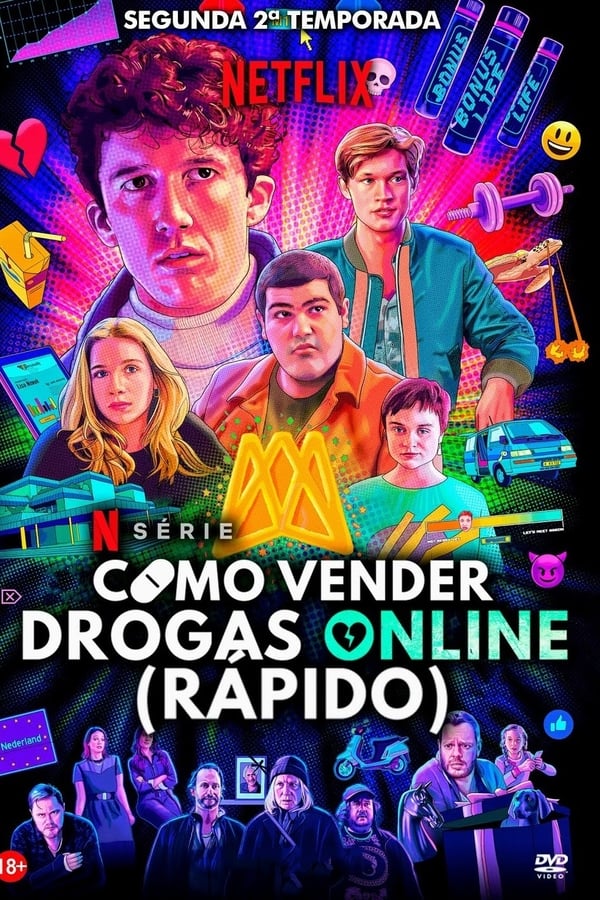 SEGUNDA 2ª TEMPORADA
NETFLIX
BONUS
BONUS
LIFE
LIFE
N SÉRIE
COMO VENDER
DROGAS ONLINE
(RÁPIDO)
Nederland
18+
DVD
VIDEO